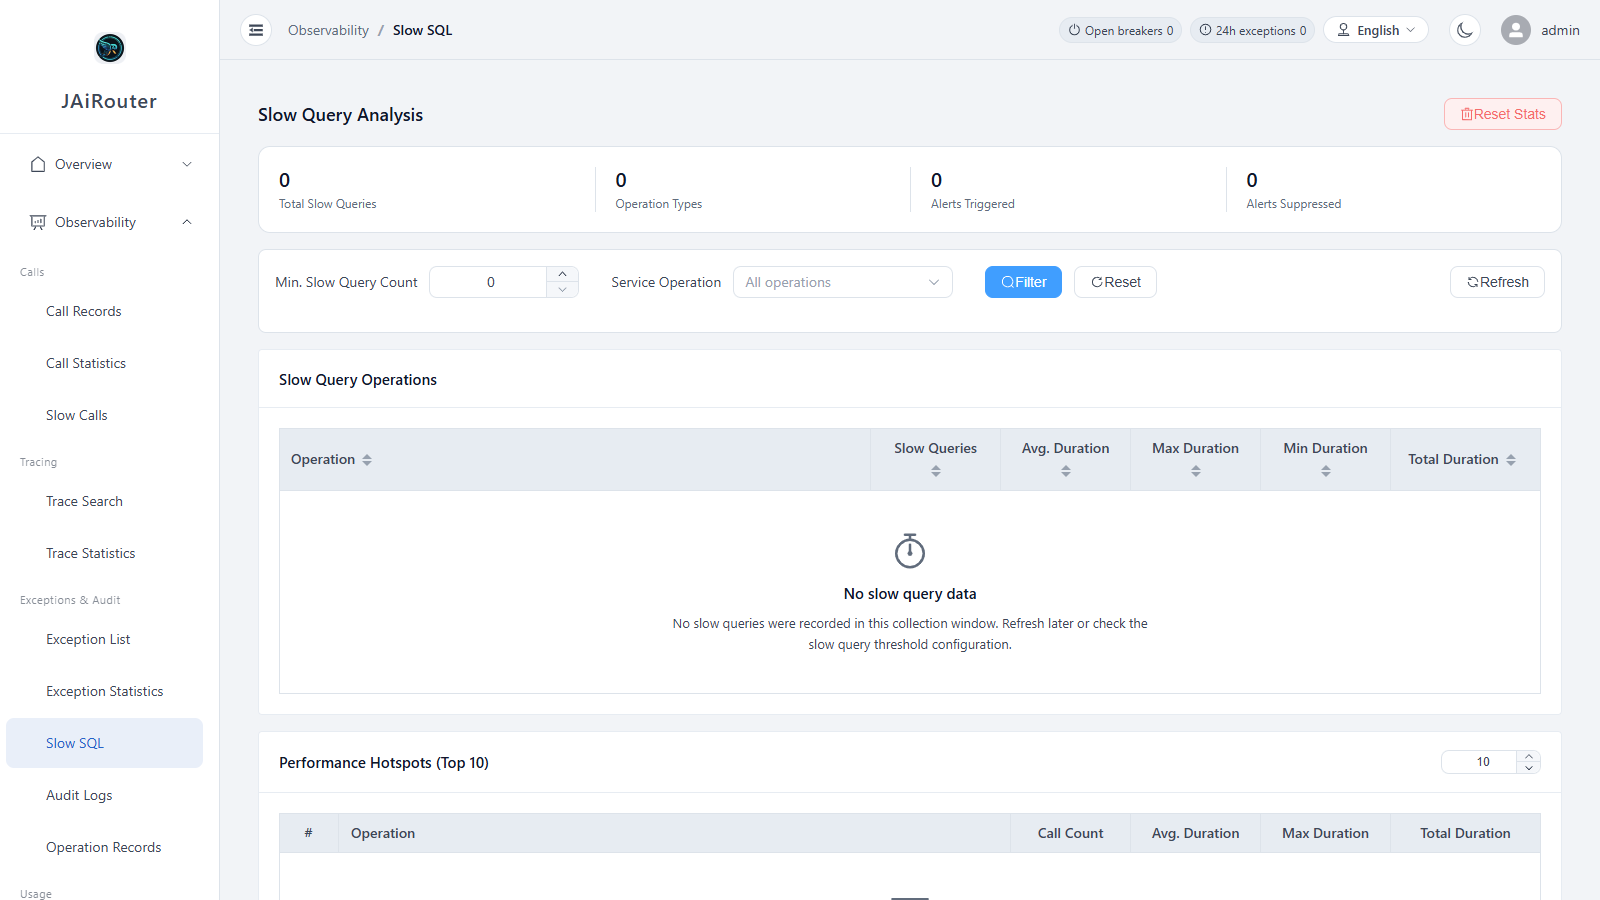 JAiRouter
Overview
Observability
Calls
Call Records
Call Statistics
Slow Calls
Tracing
Trace Search
Trace Statistics
Exceptions & Audit
Exception List
Exception Statistics
Slow SQL
Audit Logs
Operation Records
Usage
Observability / Slow SQL
Open breakers 0
24h exceptions 0
English
admin
Slow Query Analysis
Reset Stats
0
Total Slow Queries
0
Operation Types
0
Alerts Triggered
0
Alerts Suppressed
Min. Slow Query Count
0
Service Operation
All operations
Filter
Reset
Refresh
Slow Query Operations
Operation
Slow Queries
Avg. Duration
Max Duration
Min Duration
Total Duration
No slow query data
No slow queries were recorded in this collection window. Refresh later or check the
slow query threshold configuration.
Performance Hotspots (Top 10)
10
#
Operation
Call Count
Avg. Duration
Max Duration
Total Duration